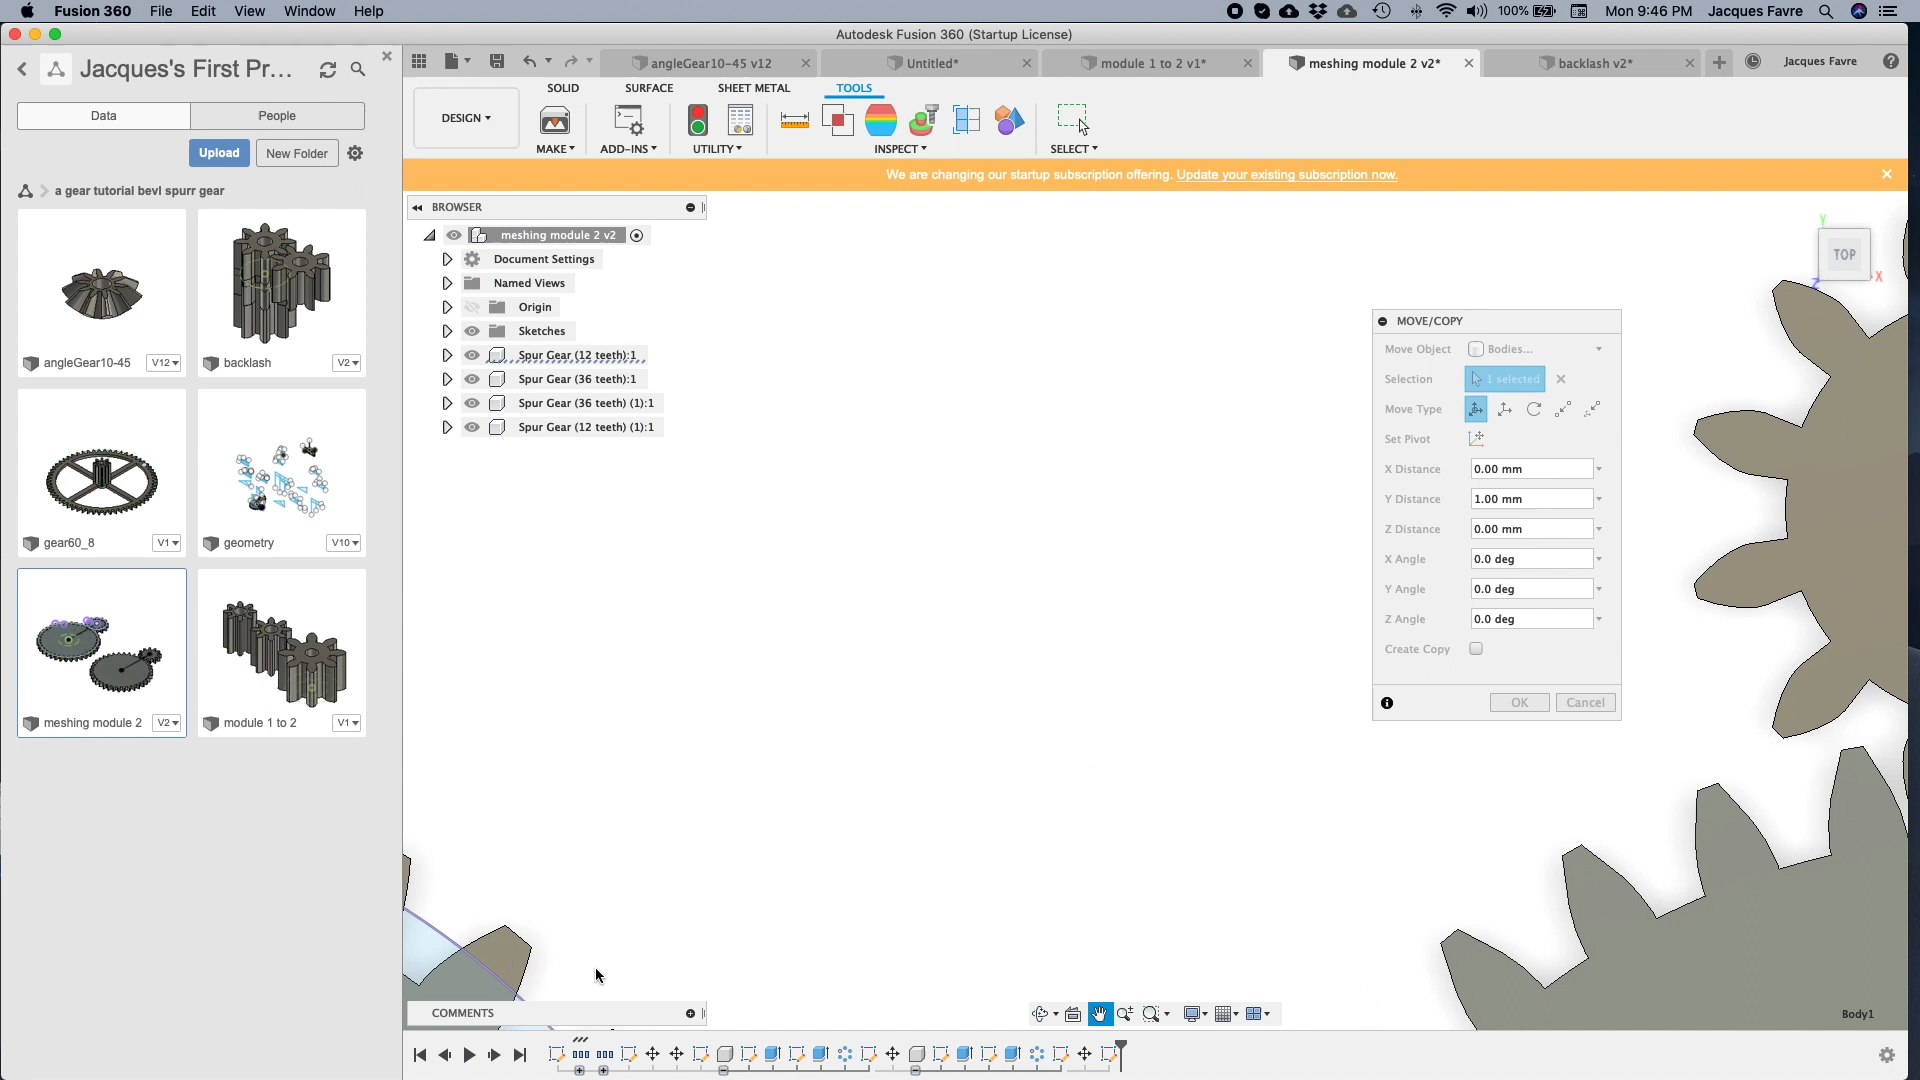 Fusion 360 File Edit View Window Help 100% Mon 9:46 PM Jacques Favre
Autodesk Fusion 360 (Startup License)
Jacques's First Pr...
Data People
Upload New Folder
a gear tutorial bevl spurr gear
angleGear10-45 V12
backlash V2
gear60_8 V1
geometry V10
meshing module 2 V2
module 1 to 2 V1
angleGear10-45 v12 Untitled* module 1 to 2 v1* meshing module 2 v2* backlash v2* Jacques Favre
SOLID SURFACE SHEET METAL TOOLS
DESIGN
MAKE ADD-INS UTILITY INSPECT SELECT
We are changing our startup subscription offering. Update your existing subscription now.
BROWSER
meshing module 2 v2
Document Settings
Named Views
Origin
Sketches
Spur Gear (12 teeth):1
Spur Gear (36 teeth):1
Spur Gear (36 teeth) (1):1
Spur Gear (12 teeth) (1):1
Y
TOP
X
Z
MOVE/COPY
Move Object Bodies...
Selection 1 selected
Move Type
Set Pivot
X Distance 0.00 mm
Y Distance 1.00 mm
Z Distance 0.00 mm
X Angle 0.0 deg
Y Angle 0.0 deg
Z Angle 0.0 deg
Create Copy
OK Cancel
COMMENTS
Body1